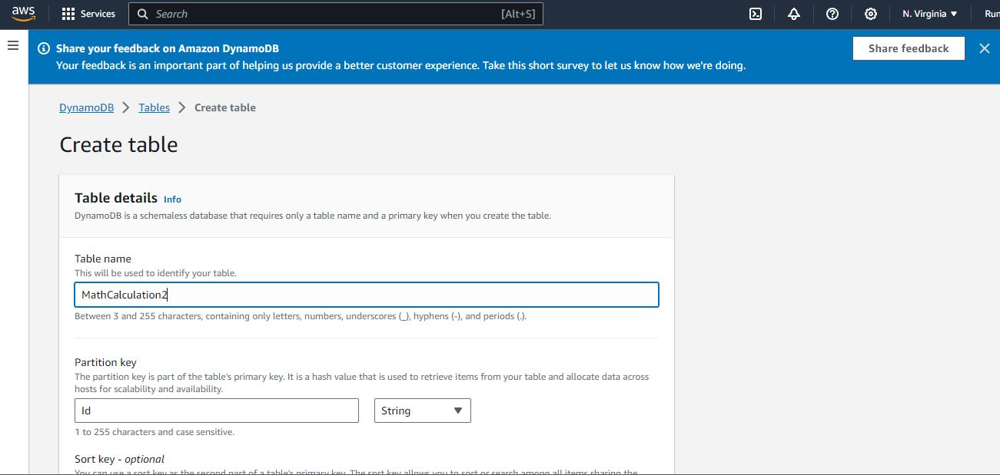 aws Services Search [Alt+S] N. Virginia Run
Share your feedback on Amazon DynamoDB
Share feedback
Your feedback is an important part of helping us provide a better customer experience. Take this short survey to let us know how we're doing.
DynamoDB Tables Create table
Create table
Table details Info
DynamoDB is a schemaless database that requires only a table name and a primary key when you create the table.
Table name
This will be used to identify your table.
MathCalculation2
Between 3 and 255 characters, containing only letters, numbers, underscores (_), hyphens (-), and periods (.).
Partition key
The partition key is part of the table's primary key. It is a hash value that is used to retrieve items from your table and allocate data across
hosts for scalability and availability.
Id String
1 to 255 characters and case sensitive.
Sort key - optional
You can use a sort key as the second part of a table's primary key. The sort key allows you to sort or search among all items sharing the